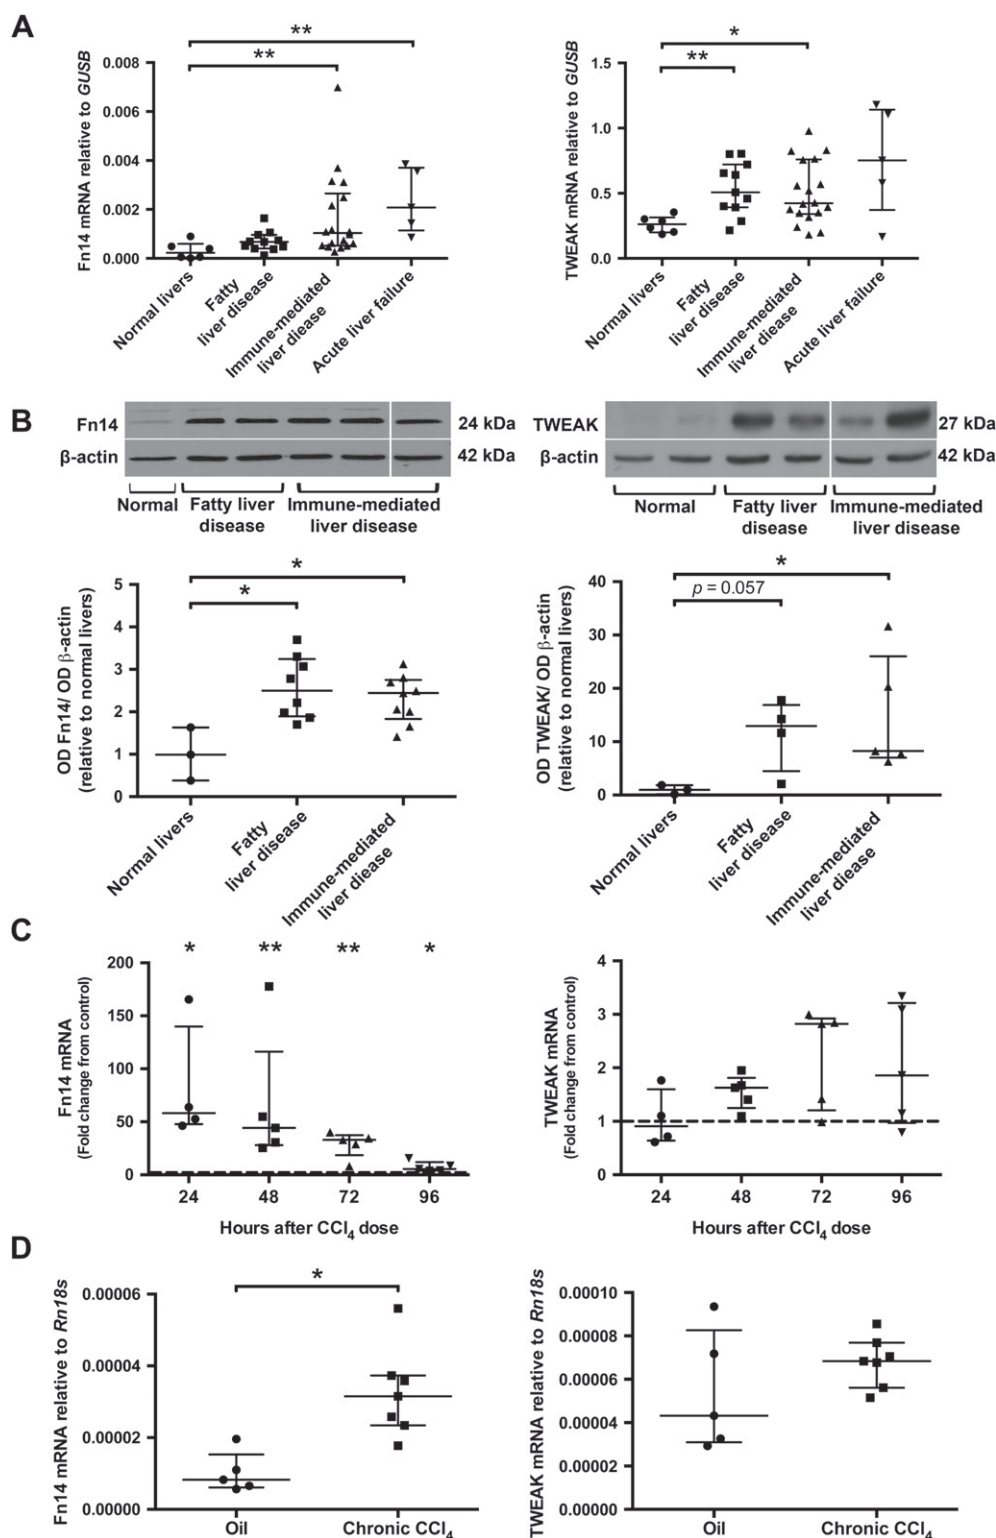 A
Fn14 mRNA relative to GUSB
0.008
0.006
0.004
0.002
0.000
**
**
Normal livers
Fatty
liver disease
Immune-mediated
liver diease
Acute liver failure
TWEAK mRNA relative to GUSB
1.5
1.0
0.5
0.0
*
**
Normal livers
Fatty
liver disease
Immune-mediated
liver disease
Acute liver failure
B
Fn14
24 kDa
β-actin
42 kDa
Normal
Fatty liver
disease
Immune-mediated
liver disease
TWEAK
27 kDa
β-actin
42 kDa
Normal
Fatty liver
disease
Immune-mediated
liver disease
OD Fn14/ OD β-actin
(relative to normal livers)
5
4
3
2
1
0
*
*
Normal livers
Fatty
liver disease
Immune-mediated
liver diease
OD TWEAK/ OD β-actin
(relative to normal livers)
40
30
20
10
0
*
p = 0.057
Normal livers
Fatty
liver disease
Immune-mediated
liver diease
C
Fn14 mRNA
(Fold change from control)
200
150
100
50
0
* ** ** *
24 48 72 96
Hours after CCl4 dose
TWEAK mRNA
(Fold change from control)
4
3
2
1
0
24 48 72 96
Hours after CCl4 dose
D
Fn14 mRNA relative to Rn18s
0.00006
0.00004
0.00002
0.00000
*
Oil Chronic CCl4
TWEAK mRNA relative to Rn18s
0.00010
0.00008
0.00006
0.00004
0.00002
0.00000
Oil Chronic CCl4